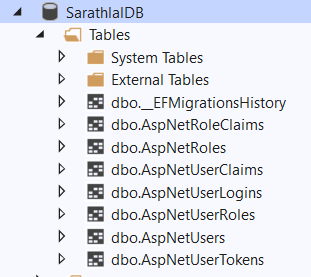 SarathlalDB
Tables
System Tables
External Tables
dbo.__EFMigrationsHistory
dbo.AspNetRoleClaims
dbo.AspNetRoles
dbo.AspNetUserClaims
dbo.AspNetUserLogins
dbo.AspNetUserRoles
dbo.AspNetUsers
dbo.AspNetUserTokens